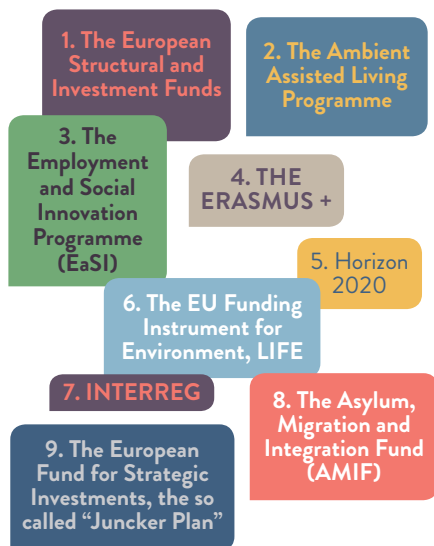 1. The European
Structural and
Investment Funds
2. The Ambient
Assisted Living
Programme
3. The
Employment
and Social
Innovation
Programme
(EaSI)
4. THE
ERASMUS +
5. Horizon
2020
6. The EU Funding
Instrument for
Environment, LIFE
7. INTERREG
8. The Asylum,
Migration and
Integration Fund
(AMIF)
9. The European
Fund for Strategic
Investments, the so
called “Juncker Plan”